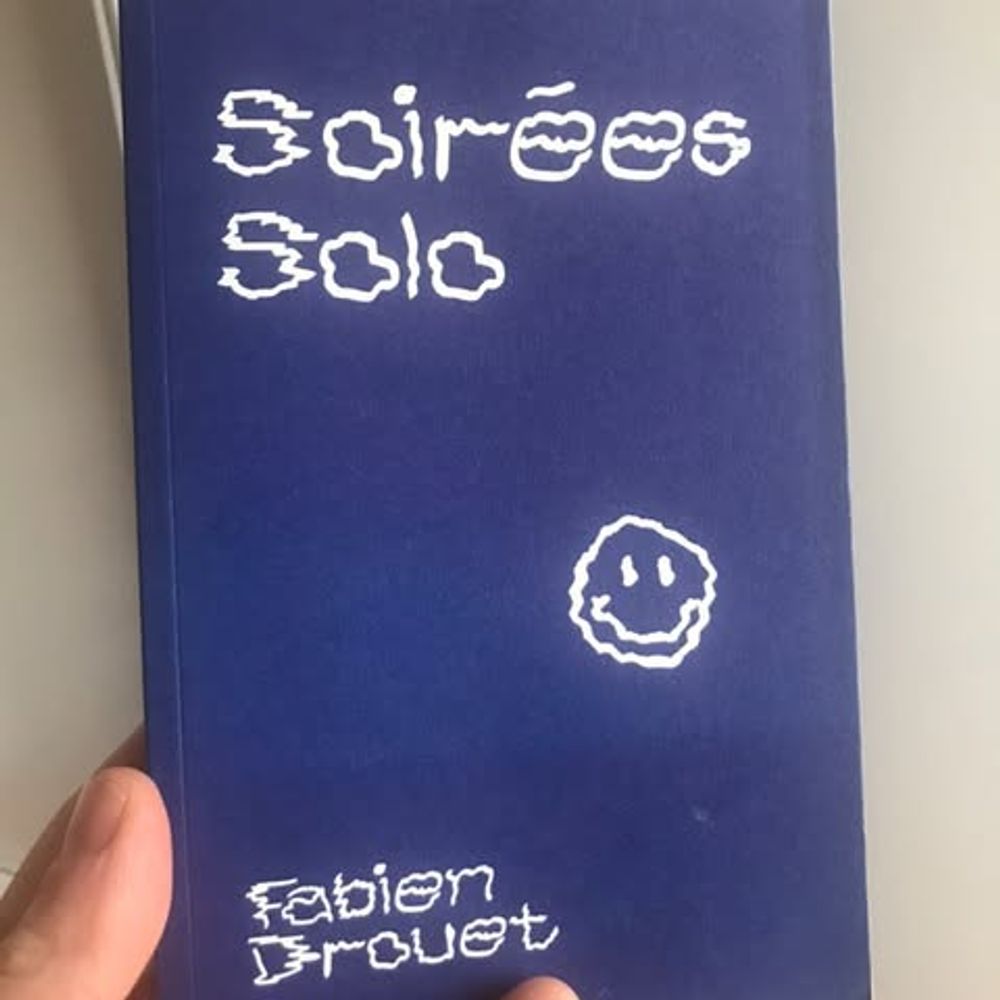 Soirées
Solo
Fabien
Drouet